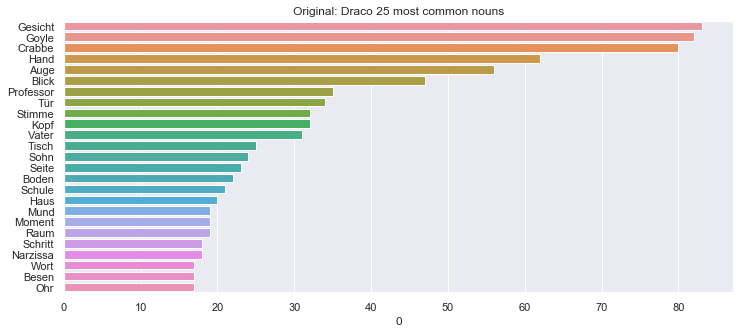 Original: Draco 25 most common nouns
Gesicht
Goyle
Crabbe
Hand
Auge
Blick
Professor
Tür
Stimme
Kopf
Vater
Tisch
Sohn
Seite
Boden
Schule
Haus
Mund
Moment
Raum
Schritt
Narzissa
Wort
Besen
Ohr
0 10 20 30 40 50 60 70 80
0